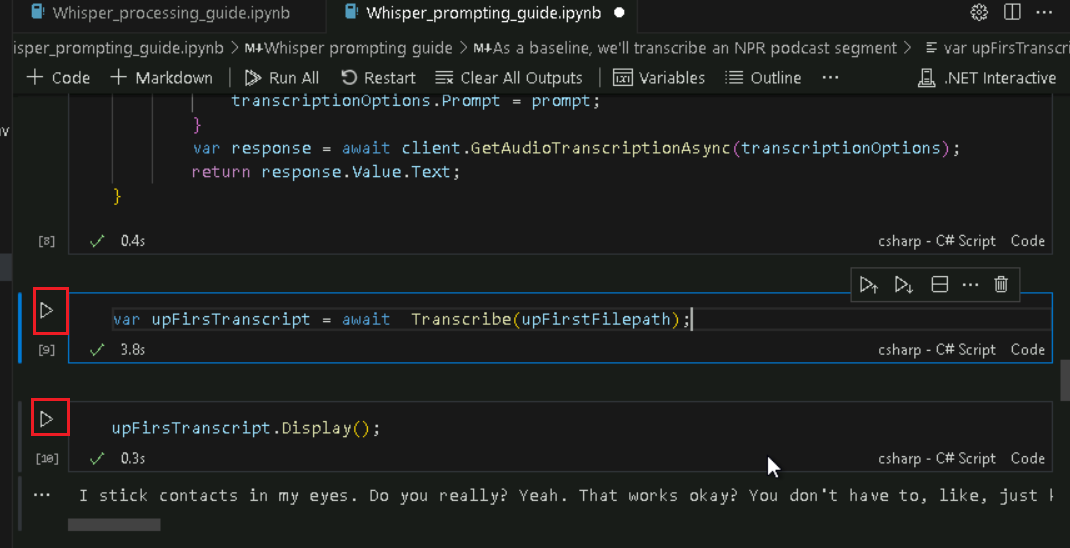 Whisper_processing_guide.ipynb
Whisper_prompting_guide.ipynb
isper_prompting_guide.ipynb > M↓Whisper prompting guide > M↓As a baseline, we'll transcribe an NPR podcast segment > var upFirsTranscri
+ Code + Markdown Run All Restart Clear All Outputs Variables Outline ... .NET Interactive
transcriptionOptions.Prompt = prompt;
}
var response = await client.GetAudioTranscriptionAsync(transcriptionOptions);
return response.Value.Text;
}
[8] 0.4s csharp - C# Script Code
var upFirsTranscript = await  Transcribe(upFirstFilepath);
[9] 3.8s csharp - C# Script Code
upFirsTranscript.Display();
[10] 0.3s csharp - C# Script Code
... I stick contacts in my eyes. Do you really? Yeah. That works okay? You don't have to, like, just